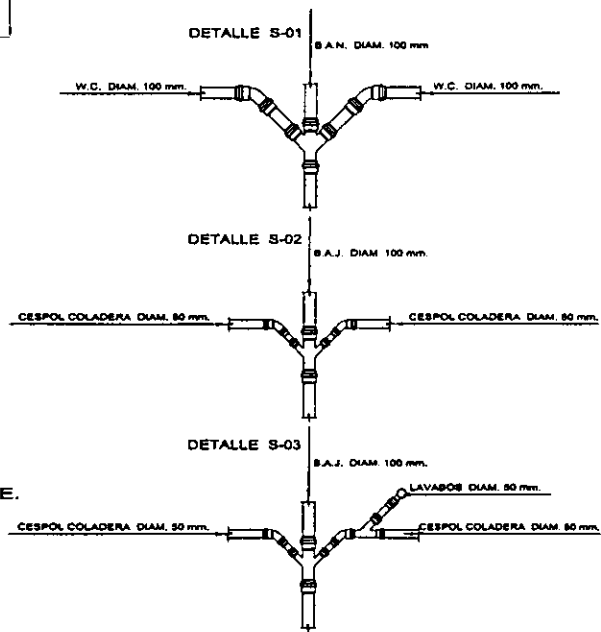 DETALLE S-01
B.A.N. DIAM. 100 mm
W.C. DIAM. 100 mm.
W.C. DIAM. 100 mm.
DETALLE S-02
B.A.J. DIAM. 100 mm.
CESPOL COLADERA DIAM. 50 mm.
CESPOL COLADERA DIAM. 50 mm.
DETALLE S-03
B.A.J. DIAM. 100 mm.
E.
LAVABOS DIAM. 50 mm.
CESPOL COLADERA DIAM. 50 mm.
CESPOL COLADERA DIAM. 50 mm.